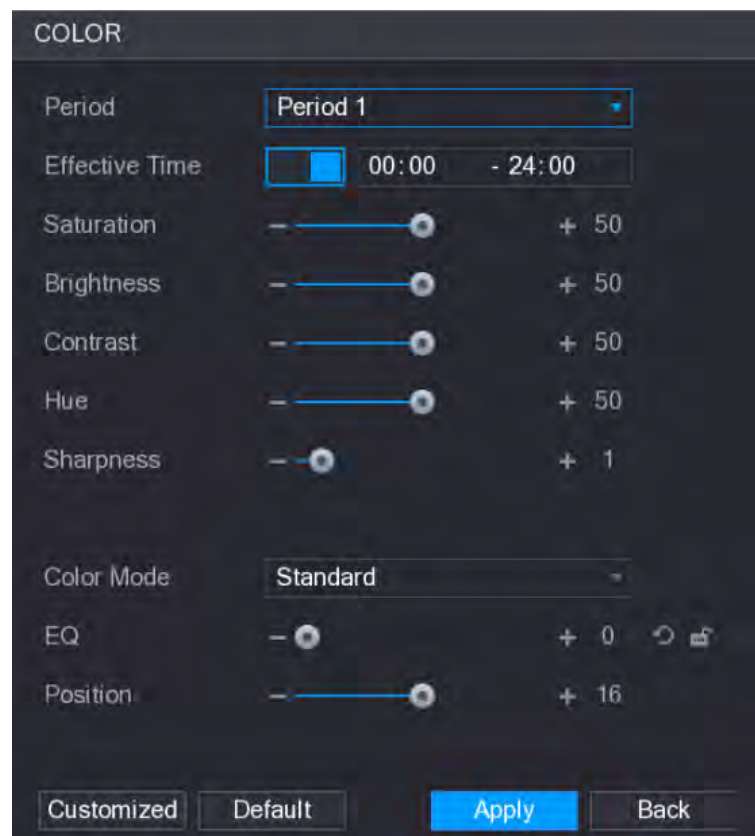 COLOR
Period Period 1
Effective Time 00:00 - 24:00
Saturation - + 50
Brightness - + 50
Contrast - + 50
Hue - + 50
Sharpness - + 1
Color Mode Standard
EQ - + 0
Position - + 16
Customized Default Apply Back